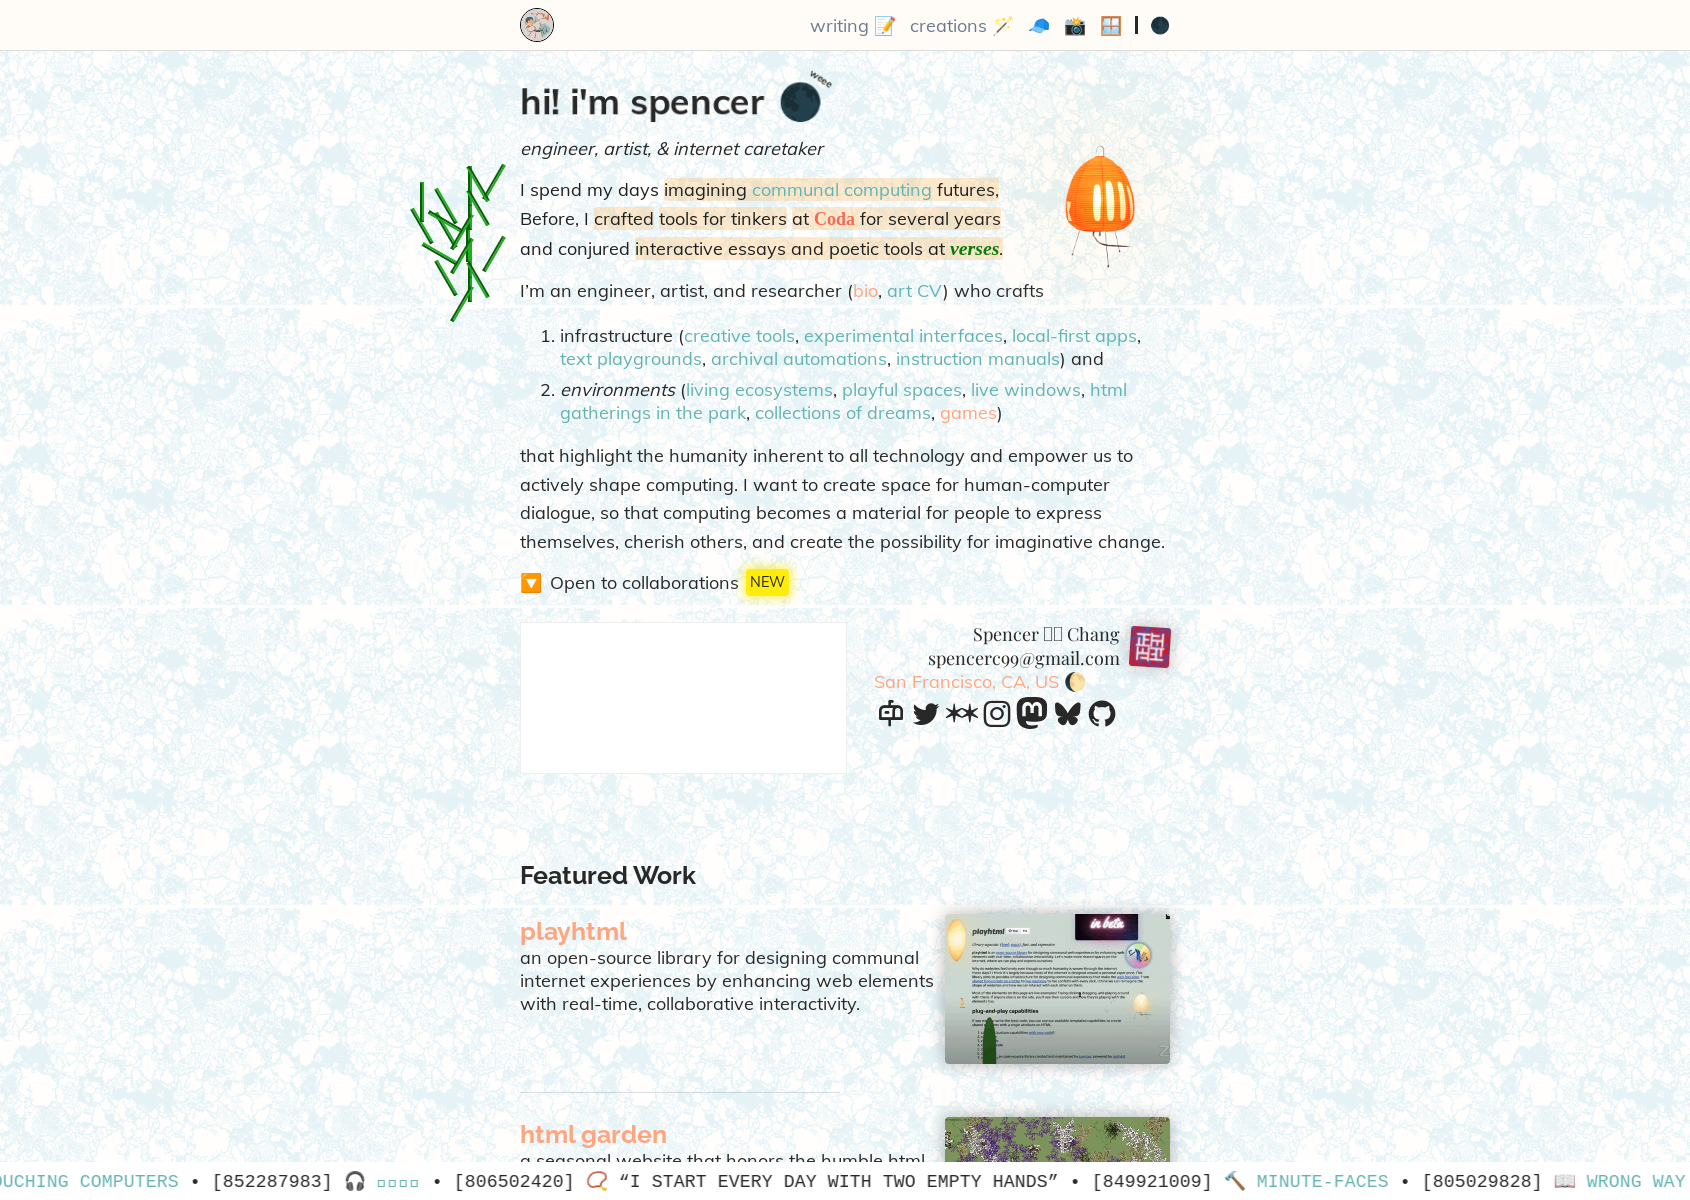 writing 📝 creations 🪄 🧢 📸 🪟 | 🌑
weee
hi! i'm spencer 🌑
engineer, artist, & internet caretaker
I spend my days imagining communal computing futures,
Before, I crafted tools for tinkers at Coda for several years
and conjured interactive essays and poetic tools at verses.
I'm an engineer, artist, and researcher (bio, art CV) who crafts
1. infrastructure (creative tools, experimental interfaces, local-first apps,
text playgrounds, archival automations, instruction manuals) and
2. environments (living ecosystems, playful spaces, live windows, html
gatherings in the park, collections of dreams, games)
that highlight the humanity inherent to all technology and empower us to
actively shape computing. I want to create space for human-computer
dialogue, so that computing becomes a material for people to express
themselves, cherish others, and create the possibility for imaginative change.
🔽 Open to collaborations NEW
Spencer Chang
spencerc99@gmail.com
San Francisco, CA, US 🌔
Featured Work
playhtml
an open-source library for designing communal
internet experiences by enhancing web elements
with real-time, collaborative interactivity.
in beta
playhtml
plug-and-play capabilities
html garden
a seasonal website that honors the humble html
OUCHING COMPUTERS • [852287983] 🎧 • [806502420] 📿 “I START EVERY DAY WITH TWO EMPTY HANDS” • [849921009] 🔨 MINUTE-FACES • [805029828] 📖 WRONG WAY